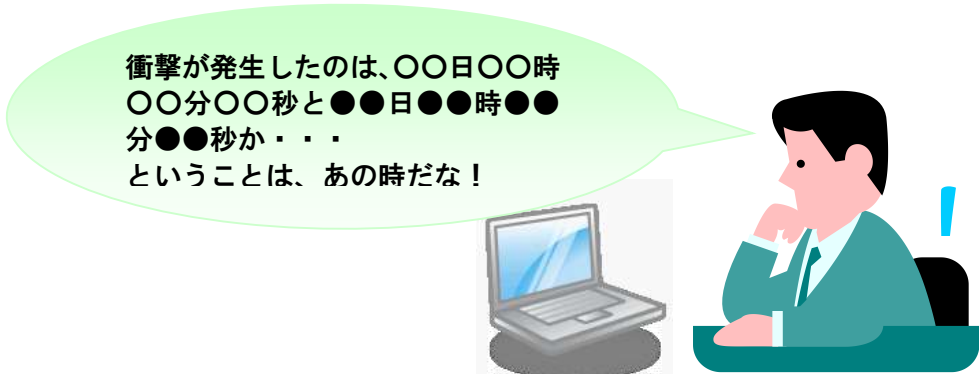 衝撃が発生したのは、〇〇日〇〇時
〇〇分〇〇秒と●●日●●時●●
分●●秒か・・・
ということは、あの時だな！